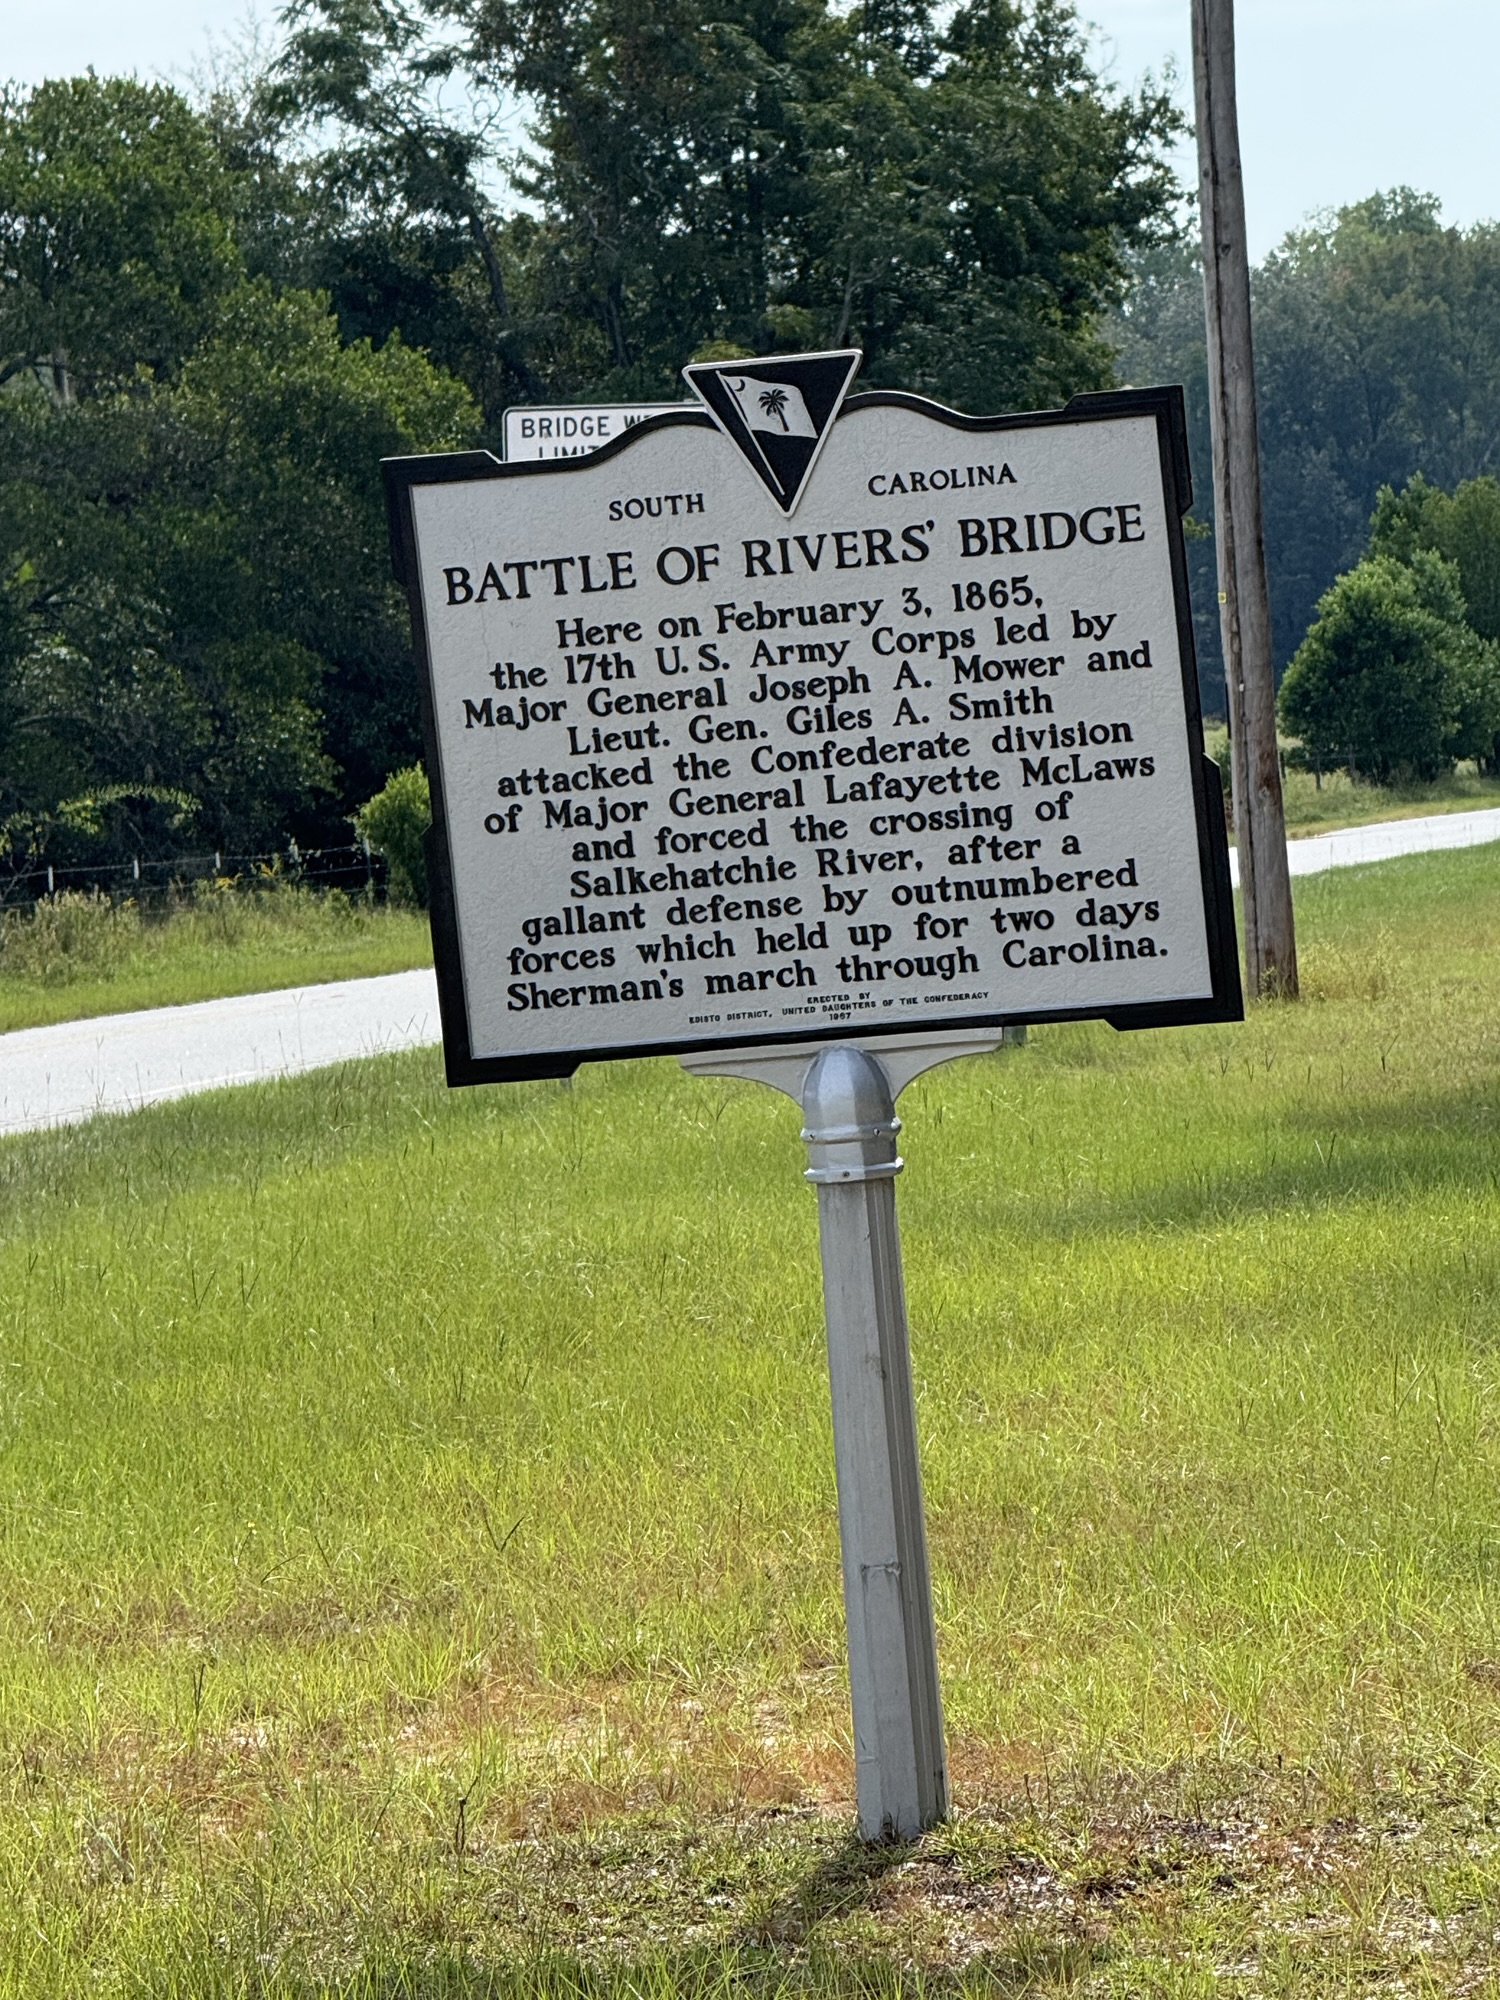 BRIDGE
LIMIT
SOUTH CAROLINA
BATTLE OF RIVERS' BRIDGE
Here on February 3, 1865,
the 17th U.S. Army Corps led by
Major General Joseph A. Mower and
Lieut. Gen. Giles A. Smith
attacked the Confederate division
of Major General Lafayette McLaws
and forced the crossing of
Salkehatchie River, after a
gallant defense by outnumbered
forces which held up for two days
Sherman's march through Carolina.
ERECTED BY
EDISTO DISTRICT, UNITED DAUGHTERS OF THE CONFEDERACY
1967